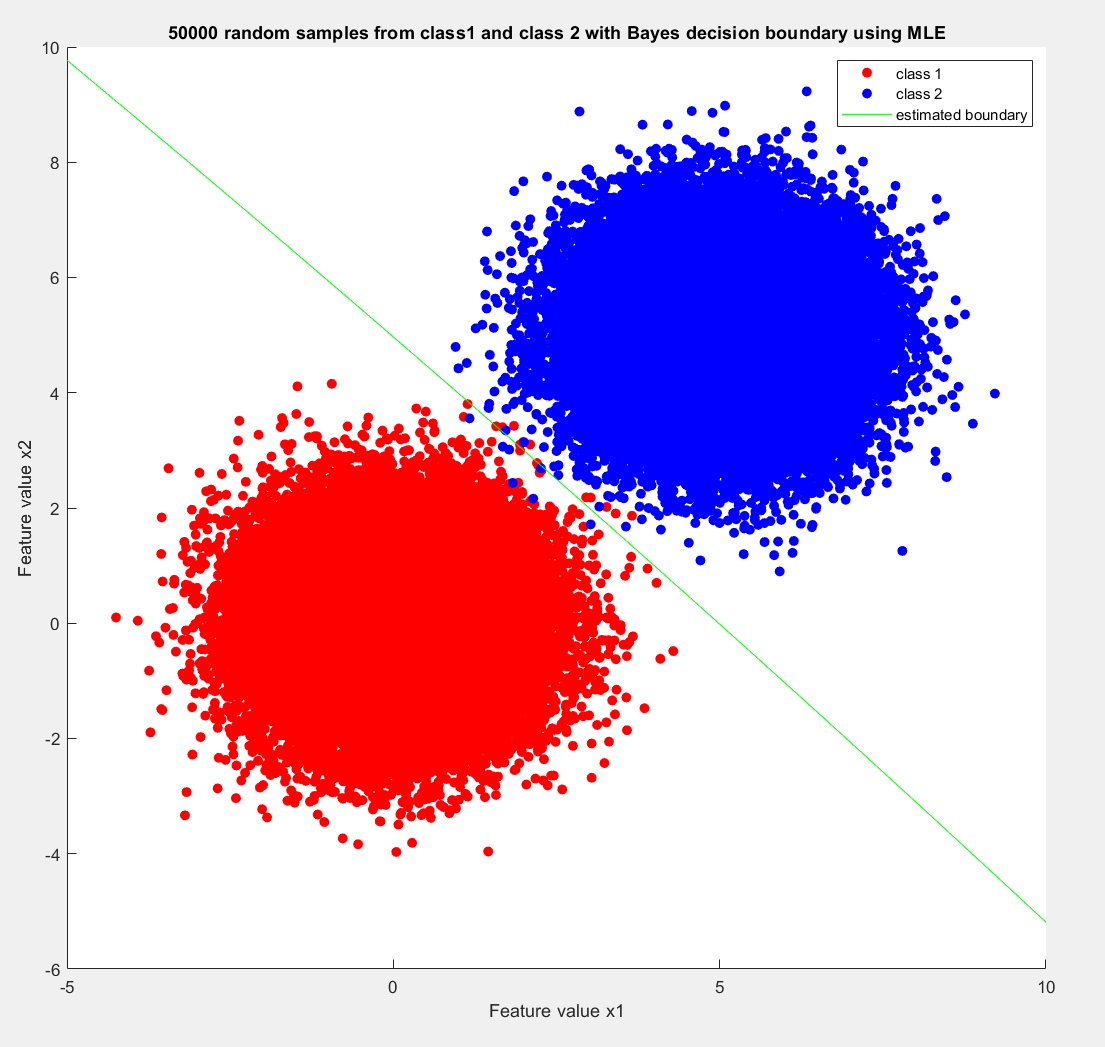 50000 random samples from class1 and class 2 with Bayes decision boundary using MLE
class 1
class 2
estimated boundary
10
8
6
4
2
0
-2
-4
-6
Feature value x2
-5
0
5
10
Feature value x1